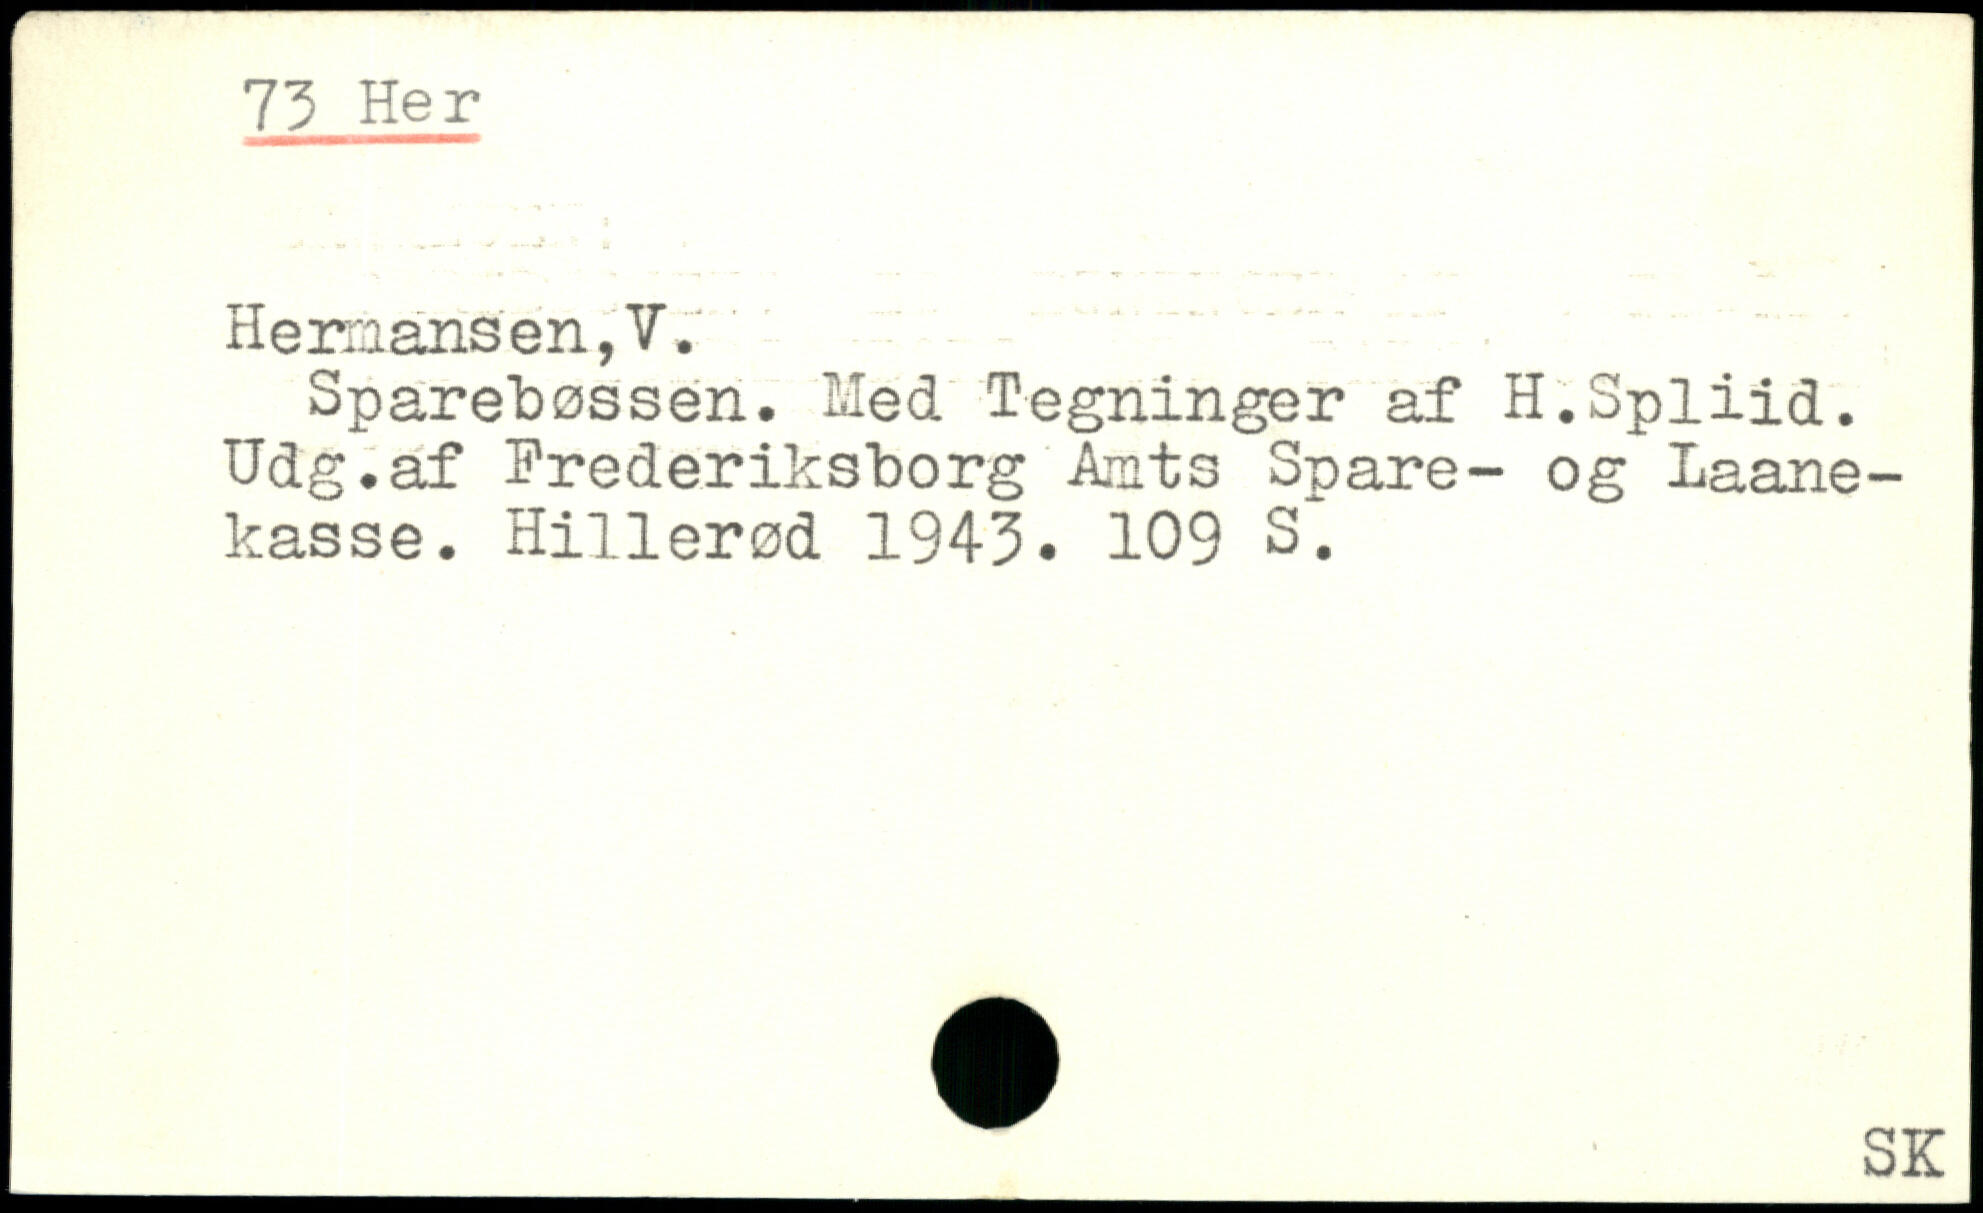 73 Her
Hermansen,V.
Sparebøssen. Med Tegninger af H.Spliid.
Udg.af Frederiksborg Amts Spare- og Laane-
kasse. Hillerød 1943. 109 S.
SK